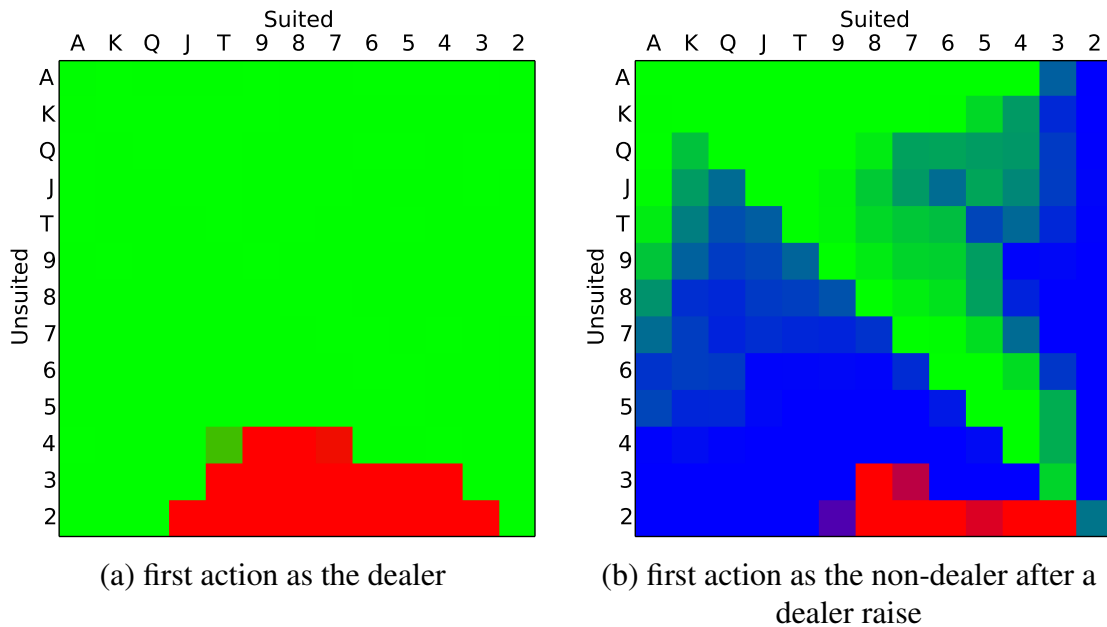 Suited
A K Q J T 9 8 7 6 5 4 3 2
Unsuited
A
K
Q
J
T
9
8
7
6
5
4
3
2
(a) first action as the dealer
Suited
A K Q J T 9 8 7 6 5 4 3 2
Unsuited
A
K
Q
J
T
9
8
7
6
5
4
3
2
(b) first action as the non-dealer after a
dealer raise